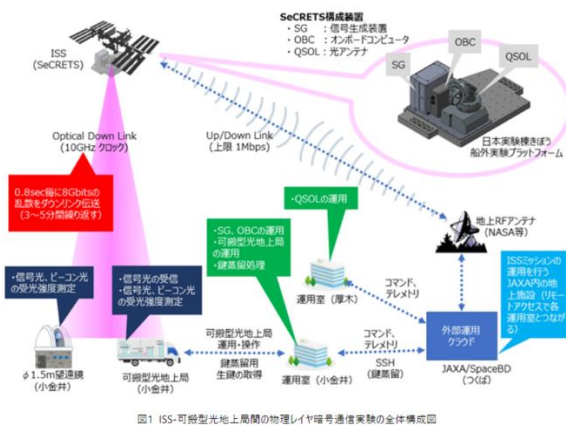 SeCRETS構成装置
・SG : 信号生成装置
・OBC : オンボードコンピュータ
・QSOL : 光アンテナ
ISS
(SeCRETS)
SG
OBC
QSOL
日本実験棟きぼう
船外実験プラットフォーム
Optical Down Link
(10GHz クロック)
Up/Down Link
(上限 1Mbps)
0.8sec毎に8Gbitsの
乱数をダウンリンク伝送
(3～5分間繰り返す)
・QSOLの運用
地上RFアンテナ
(NASA等)
・SG、OBCの運用
・可搬型光地上局
の運用
・鍵蒸留処理
・信号光、ビーコン光
の受光強度測定
・信号光の受信
・信号光、ビーコン光
の受光強度測定
運用室 (厚木)
コマンド、
テレメトリ
ISSミッションの
運用を行う
JAXA内の地
上施設 (リモー
トアクセスで各
運用室とつなが
る)
可搬型光地上局
運用・操作
鍵蒸留用
生鍵の取得
コマンド、
テレメトリ
SSH
(鍵蒸留)
外部運用
クラウド
φ1.5m望遠鏡
(小金井)
可搬型光地上局
(小金井)
運用室 (小金井)
JAXA/SpaceBD
(つくば)
図1 ISS-可搬型光地上局間の物理レイヤ暗号通信実験の全体構成図